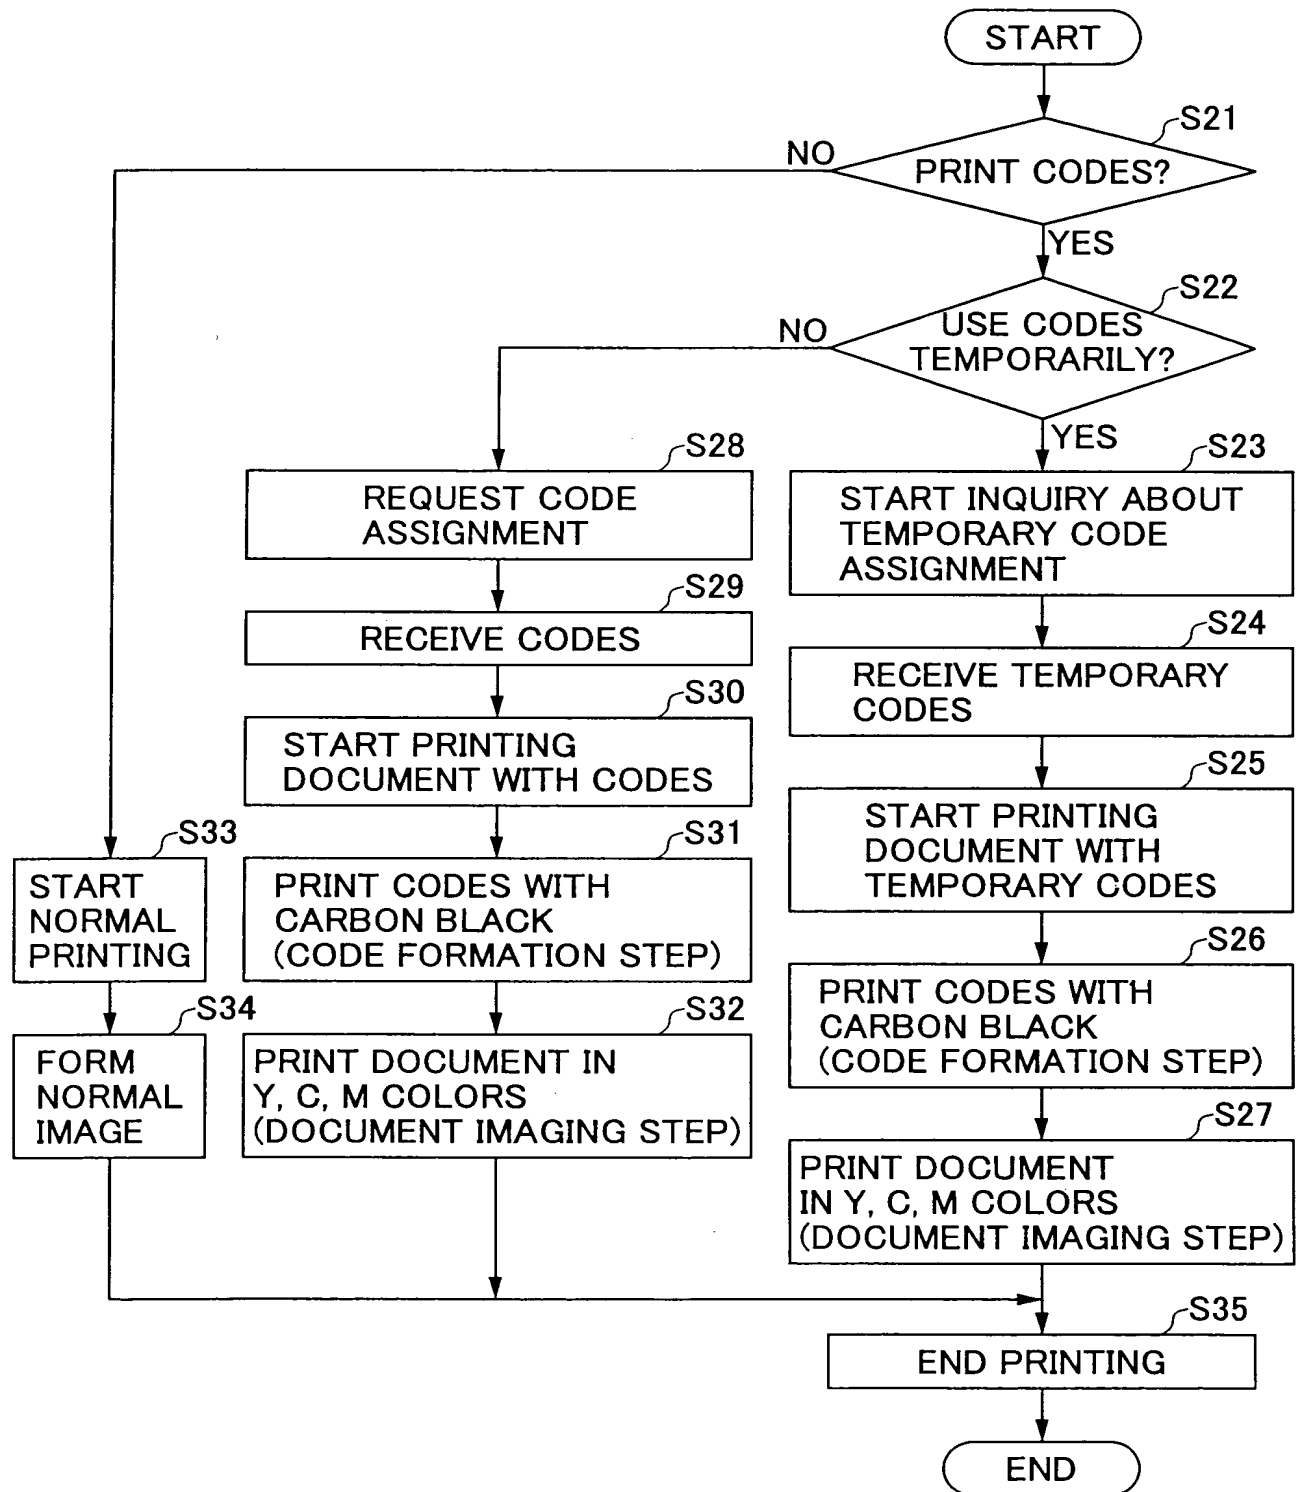 START
S21
NO
PRINT CODES?
YES
S22
NO
USE CODES
TEMPORARILY?
YES
S28
REQUEST CODE
ASSIGNMENT
S29
RECEIVE CODES
S30
START PRINTING
DOCUMENT WITH CODES
S31
PRINT CODES WITH
CARBON BLACK
(CODE FORMATION STEP)
S32
PRINT DOCUMENT IN
Y, C, M COLORS
(DOCUMENT IMAGING STEP)
S23
START INQUIRY ABOUT
TEMPORARY CODE
ASSIGNMENT
S24
RECEIVE TEMPORARY
CODES
S25
START PRINTING
DOCUMENT WITH
TEMPORARY CODES
S26
PRINT CODES WITH
CARBON BLACK
(CODE FORMATION STEP)
S27
PRINT DOCUMENT
IN Y, C, M COLORS
(DOCUMENT IMAGING STEP)
S33
START
NORMAL
PRINTING
S34
FORM
NORMAL
IMAGE
S35
END PRINTING
END